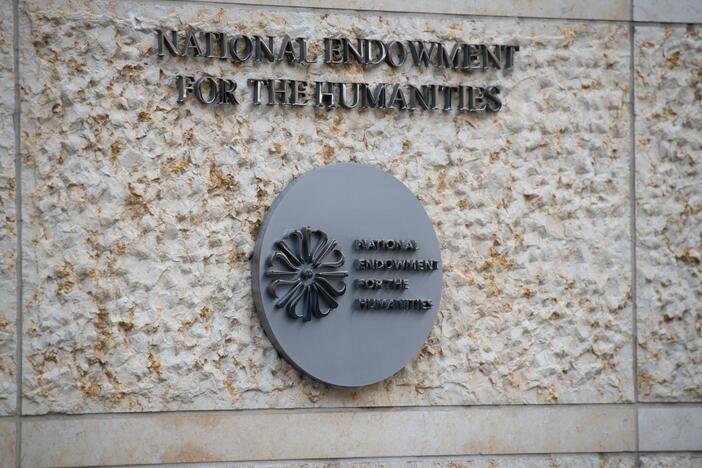 NATIONAL ENDOWMENT
FOR THE HUMANITIES
NATIONAL
ENDOWMENT
FOR THE
HUMANITIES